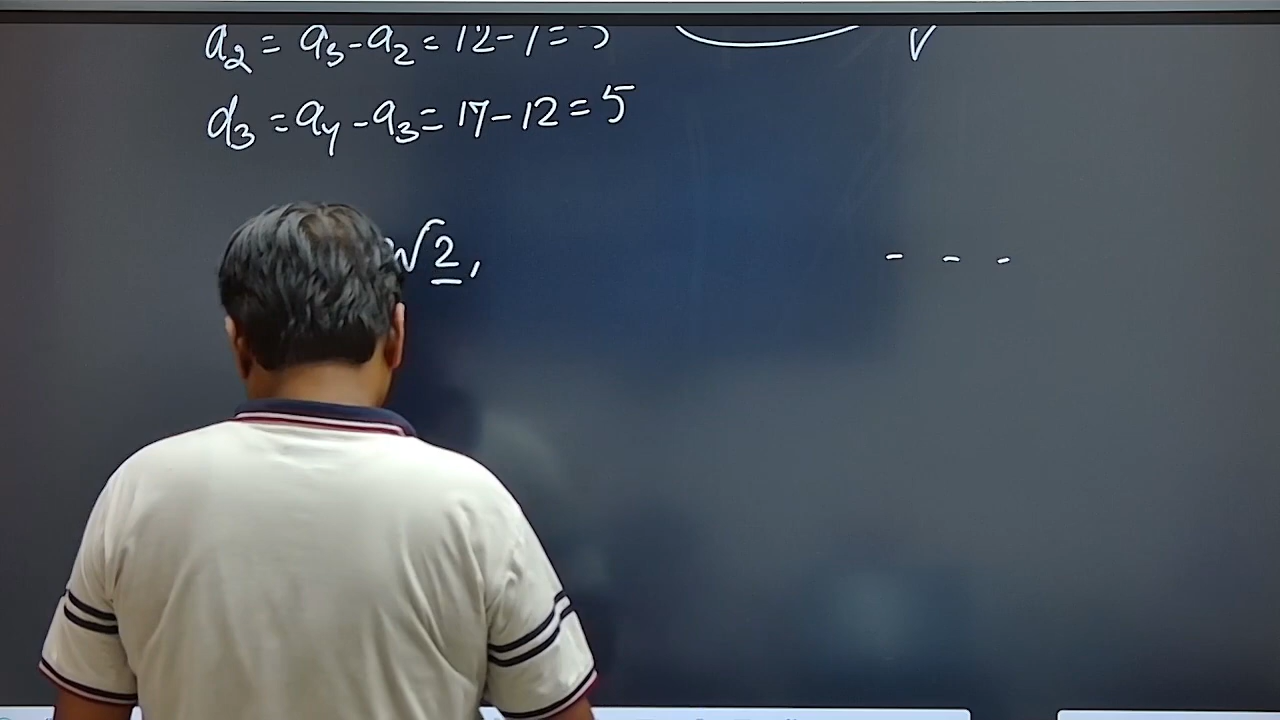 d₂ = a₃-a₂ = 12-7=5
d₃ = a₄-a₃ = 17-12=5
√2, - - -